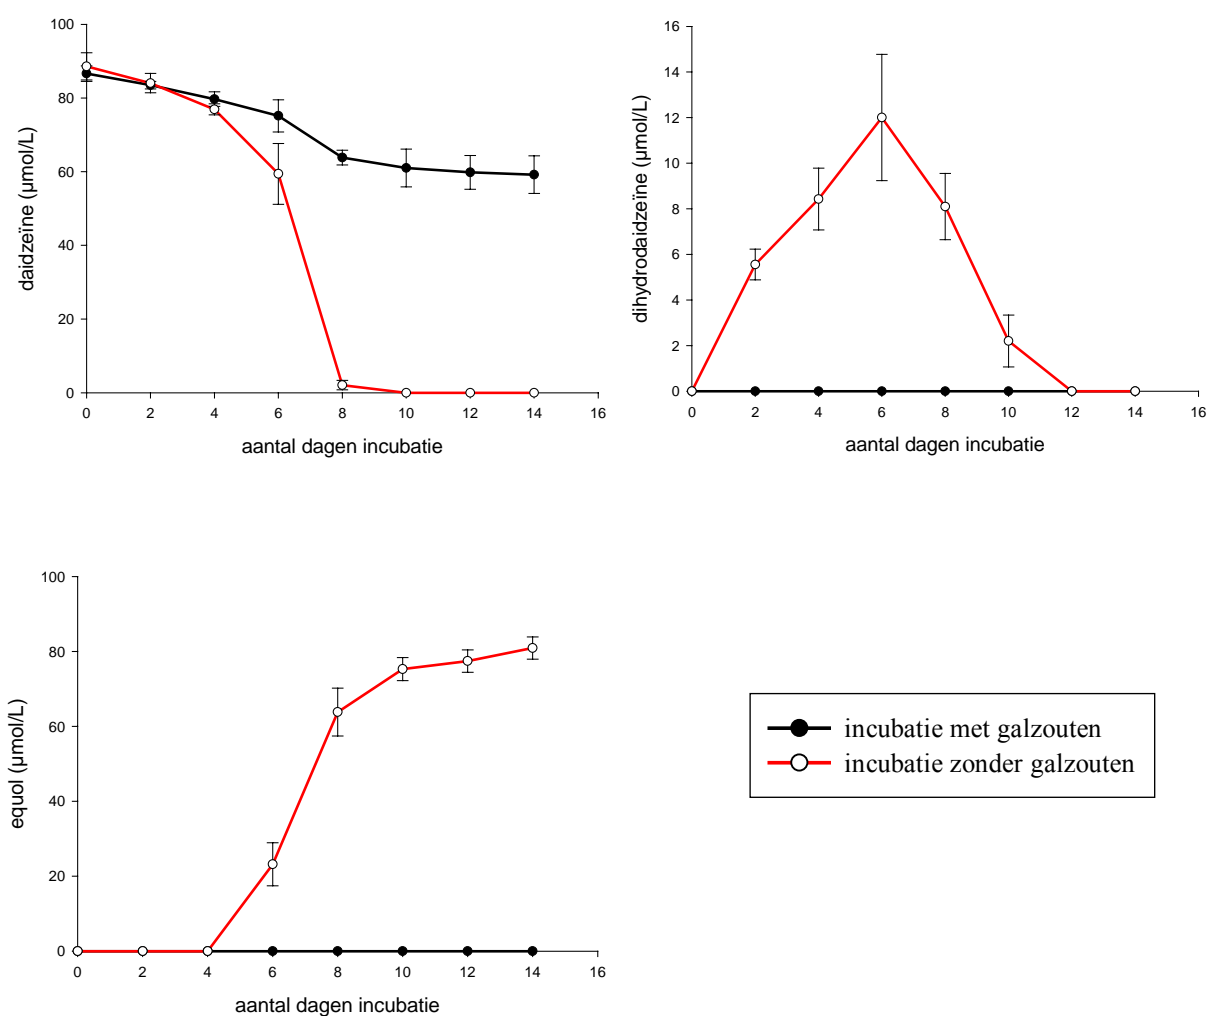 100
80
60
40
20
0
daidzeïne (µmol/L)
0 2 4 6 8 10 12 14 16
aantal dagen incubatie
16
14
12
10
8
6
4
2
0
dihydrodaidzeïne (µmol/L)
0 2 4 6 8 10 12 14 16
aantal dagen incubatie
100
80
60
40
20
0
equol (µmol/L)
0 2 4 6 8 10 12 14 16
aantal dagen incubatie
incubatie met galzouten
incubatie zonder galzouten